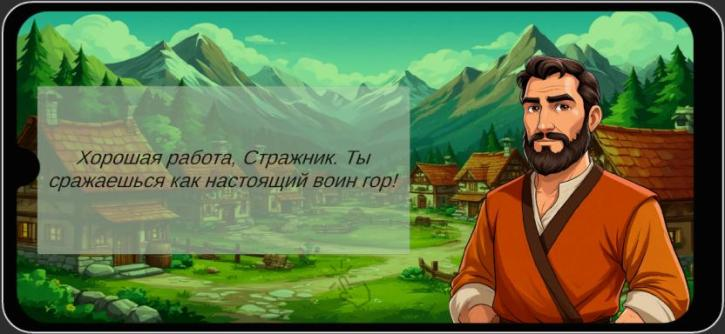 Хорошая работа, Стражник. Ты
сражаешься как настоящий воин гор!